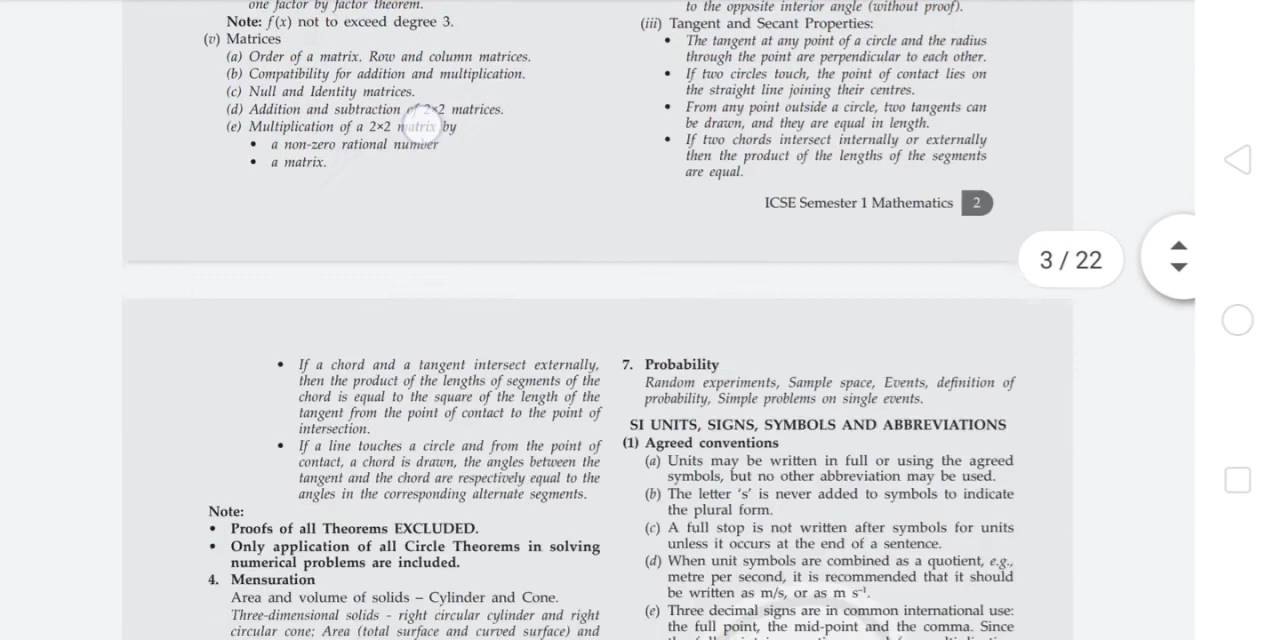 one factor by factor theorem.
Note: f(x) not to exceed degree 3.
(v) Matrices
(a) Order of a matrix. Row and column matrices.
(b) Compatibility for addition and multiplication.
(c) Null and Identity matrices.
(d) Addition and subtraction of 2×2 matrices.
(e) Multiplication of a 2×2 matrix by
• a non-zero rational number
• a matrix.
to the opposite interior angle (without proof).
(iii) Tangent and Secant Properties:
• The tangent at any point of a circle and the radius
through the point are perpendicular to each other.
• If two circles touch, the point of contact lies on
the straight line joining their centres.
• From any point outside a circle, two tangents can
be drawn, and they are equal in length.
• If two chords intersect internally or externally
then the product of the lengths of the segments
are equal.
ICSE Semester 1 Mathematics 2
3 / 22
• If a chord and a tangent intersect externally,
then the product of the lengths of segments of the
chord is equal to the square of the length of the
tangent from the point of contact to the point of
intersection.
• If a line touches a circle and from the point of
contact, a chord is drawn, the angles between the
tangent and the chord are respectively equal to the
angles in the corresponding alternate segments.
Note:
• Proofs of all Theorems EXCLUDED.
• Only application of all Circle Theorems in solving
numerical problems are included.
4. Mensuration
Area and volume of solids – Cylinder and Cone.
Three-dimensional solids - right circular cylinder and right
circular cone: Area (total surface and curved surface) and
7. Probability
Random experiments, Sample space, Events, definition of
probability, Simple problems on single events.
SI UNITS, SIGNS, SYMBOLS AND ABBREVIATIONS
(1) Agreed conventions
(a) Units may be written in full or using the agreed
symbols, but no other abbreviation may be used.
(b) The letter ‘s’ is never added to symbols to indicate
the plural form.
(c) A full stop is not written after symbols for units
unless it occurs at the end of a sentence.
(d) When unit symbols are combined as a quotient, e.g.,
metre per second, it is recommended that it should
be written as m/s, or as m s⁻¹.
(e) Three decimal signs are in common international use:
the full point, the mid-point and the comma. Since